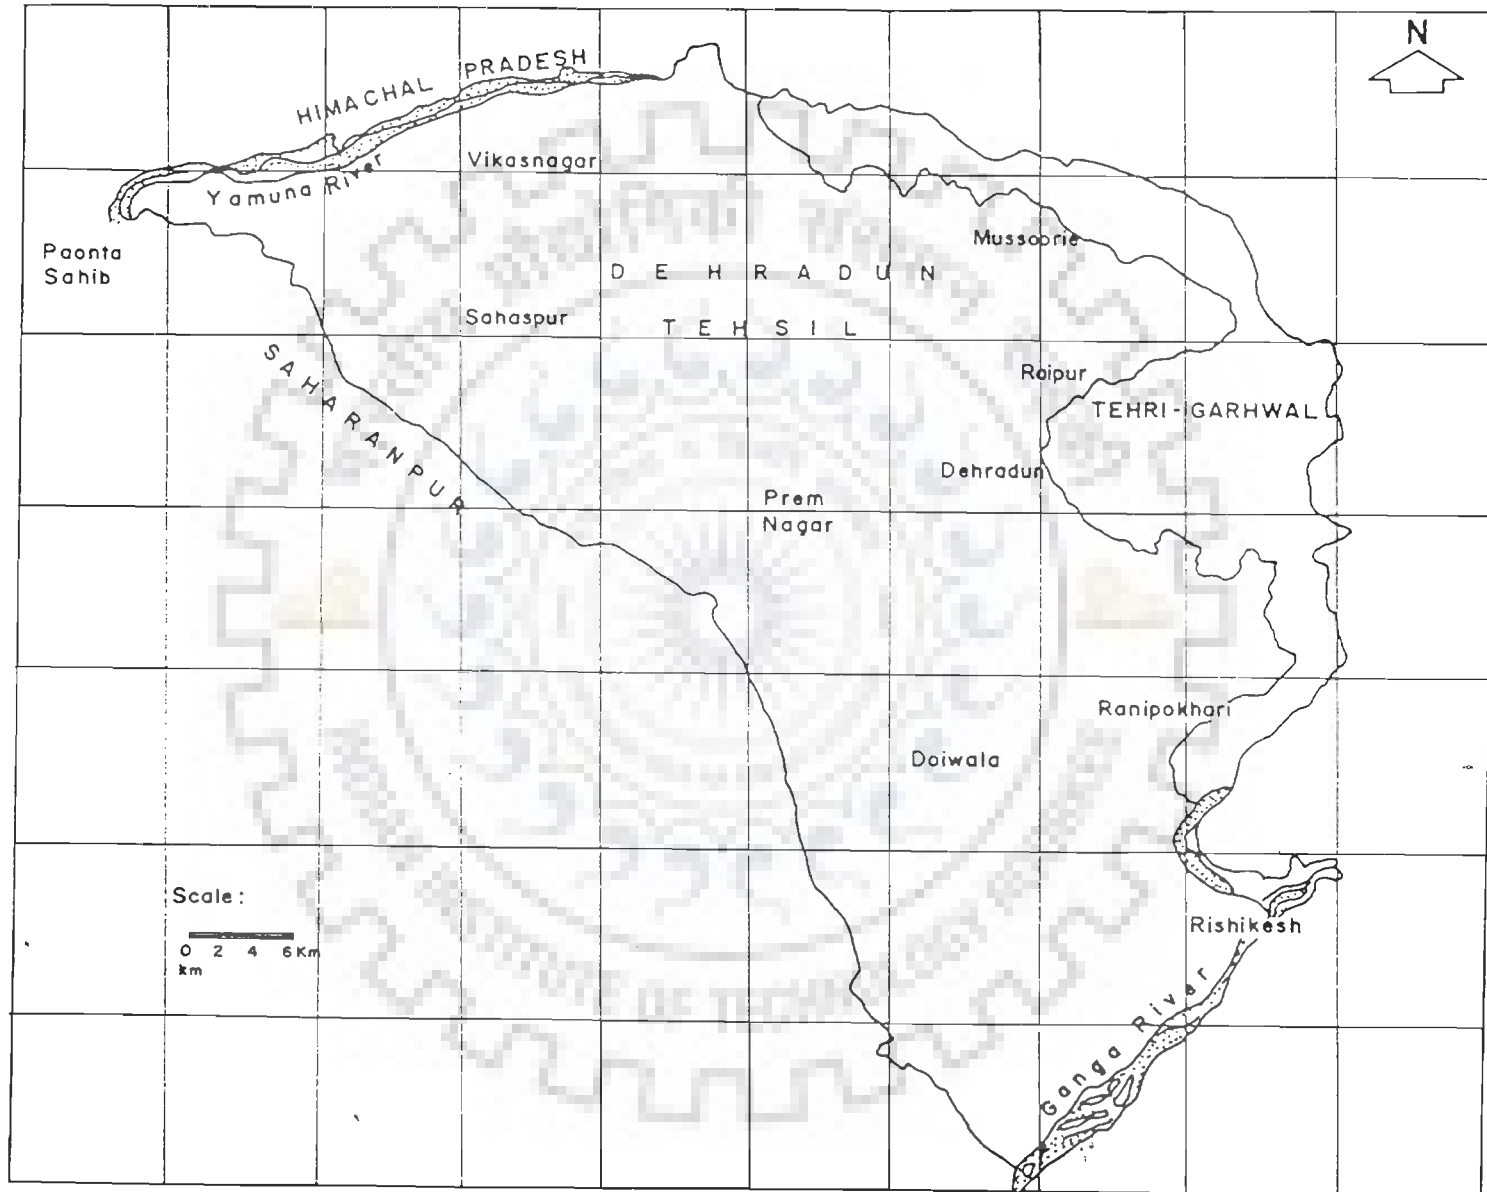 N
HIMACHAL PRADESH
Yamuna River
Vikasnagar
Paonta
Sahib
Mussoorie
DEHRADUN
TEHSIL
Sahaspur
SAHARANPUR
Raipur
TEHRI-GARHWAL
Dehradun
Prem
Nagar
Ranipokhari
Doiwala
Scale:
0 2 4 6Km
km
Rishikesh
Ganga River